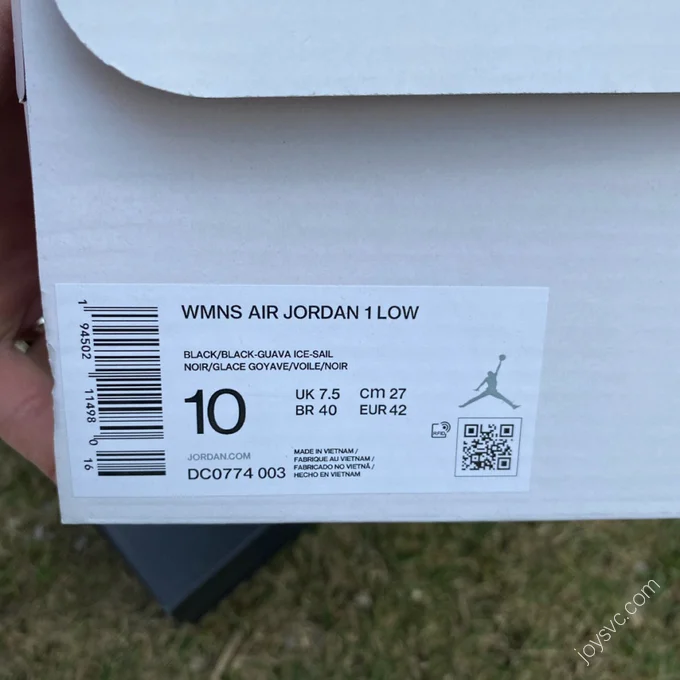 WMNS AIR JORDAN 1 LOW
BLACK/BLACK-GUAVA ICE-SAIL
NOIR/GLACE GOYAVE/VOILE/NOIR
10
UK 7.5 cm 27
BR 40 EUR 42
JORDAN.COM
DC0774 003
MADE IN VIETNAM /
FABRIQUE AU VIETNAM /
FABRICADO NO VIETNÃ /
HECHO EN VIETNAM
1 94502 11498 0 16
RFID
joysvc.com